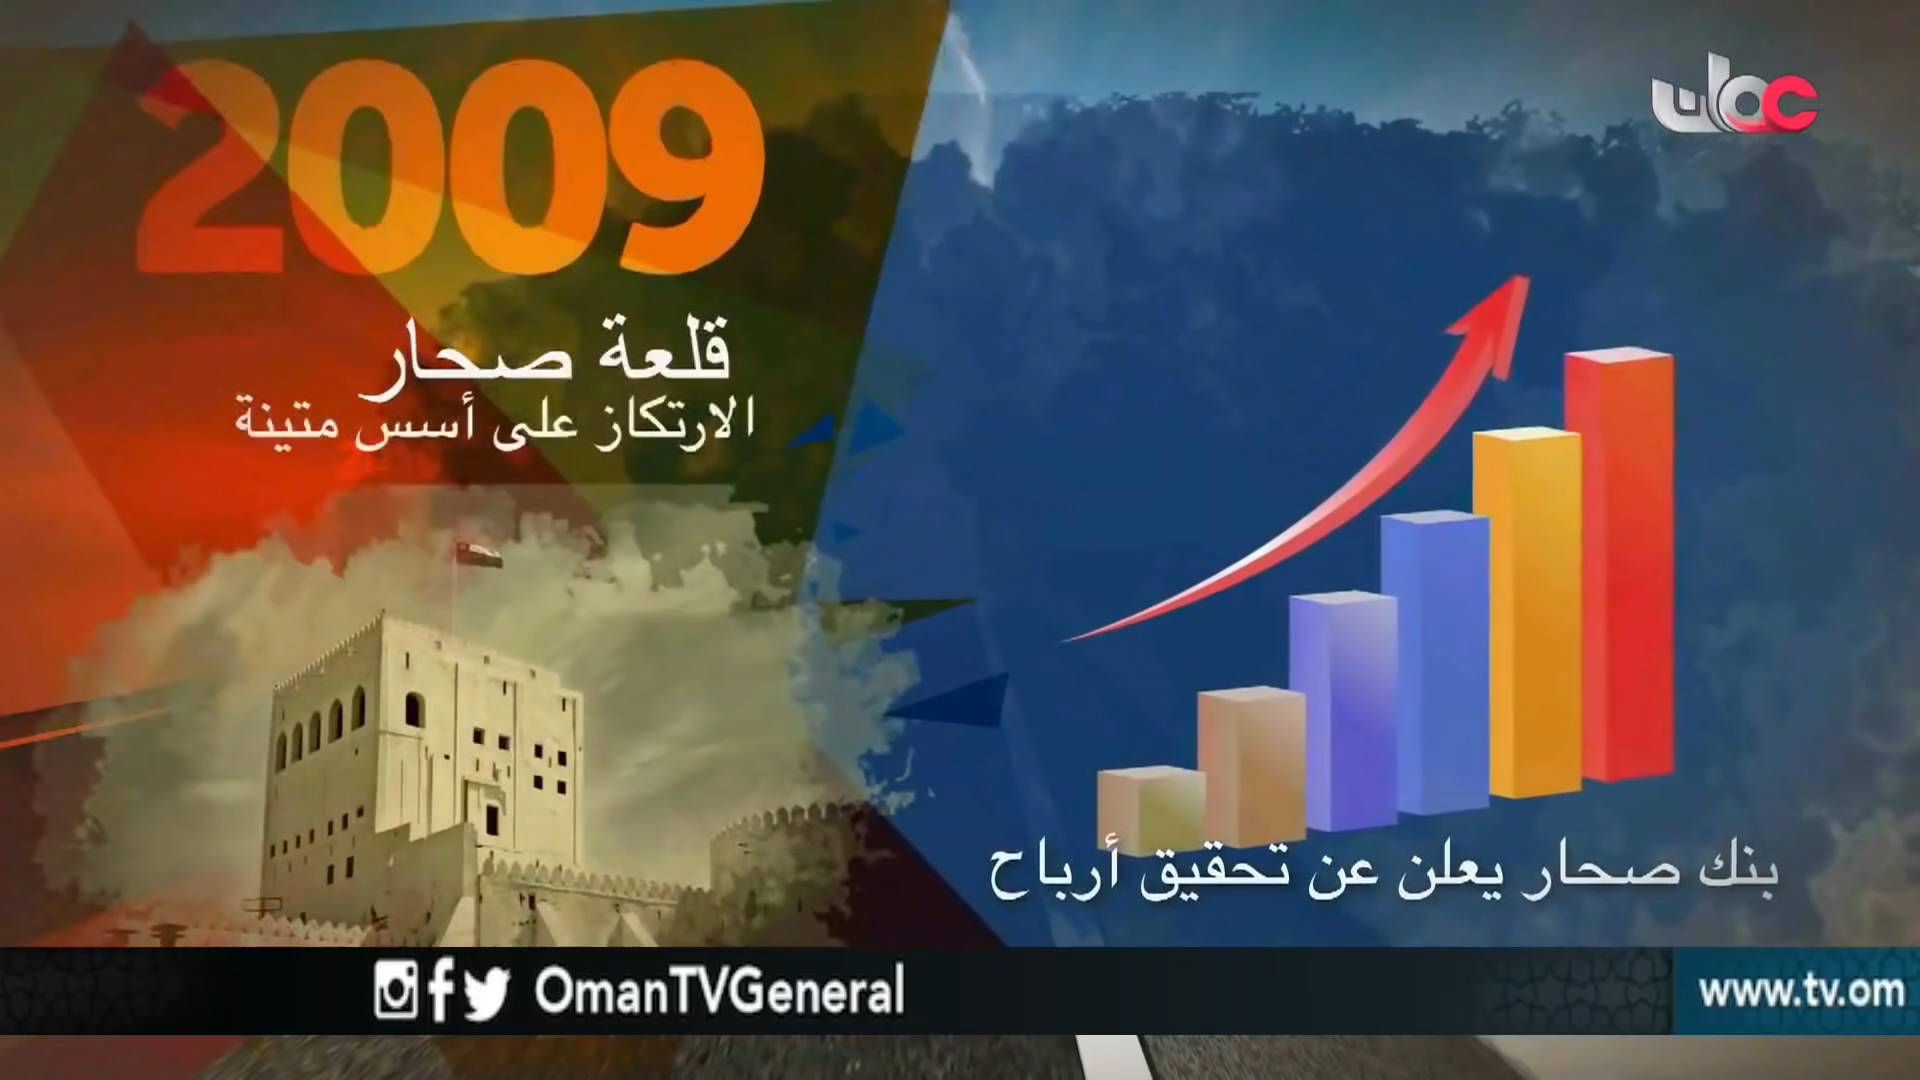 عمان
2009
قلعة صحار
الارتكاز على أسس متينة
بنك صحار يعلن عن تحقيق أرباح
OmanTVGeneral
www.tv.om